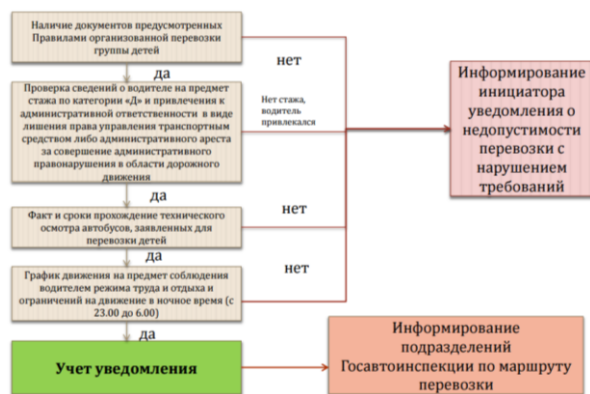 Наличие документов предусмотренных
Правилами организованной перевозки
группы детей
нет
да
Проверка сведений о водителе на предмет
стажа по категории «Д» и привлечения к
административной ответственности в виде
лишения права управления транспортным
средством либо административного ареста
за совершение административного
правонарушения в области дорожного
движения
Нет стажа,
водитель
привлекался
Информирование
инициатора
уведомления о
недопустимости
перевозки с
нарушением
требований
да
Факт и сроки прохождение технического
осмотра автобусов, заявленных для
перевозки детей
нет
да
График движения на предмет соблюдения
водителем режима труда и отдыха и
ограничений на движение в ночное время (с
23.00 до 6.00)
нет
да
Учет уведомления
Информирование
подразделений
Госавтоинспекции по маршруту
перевозки